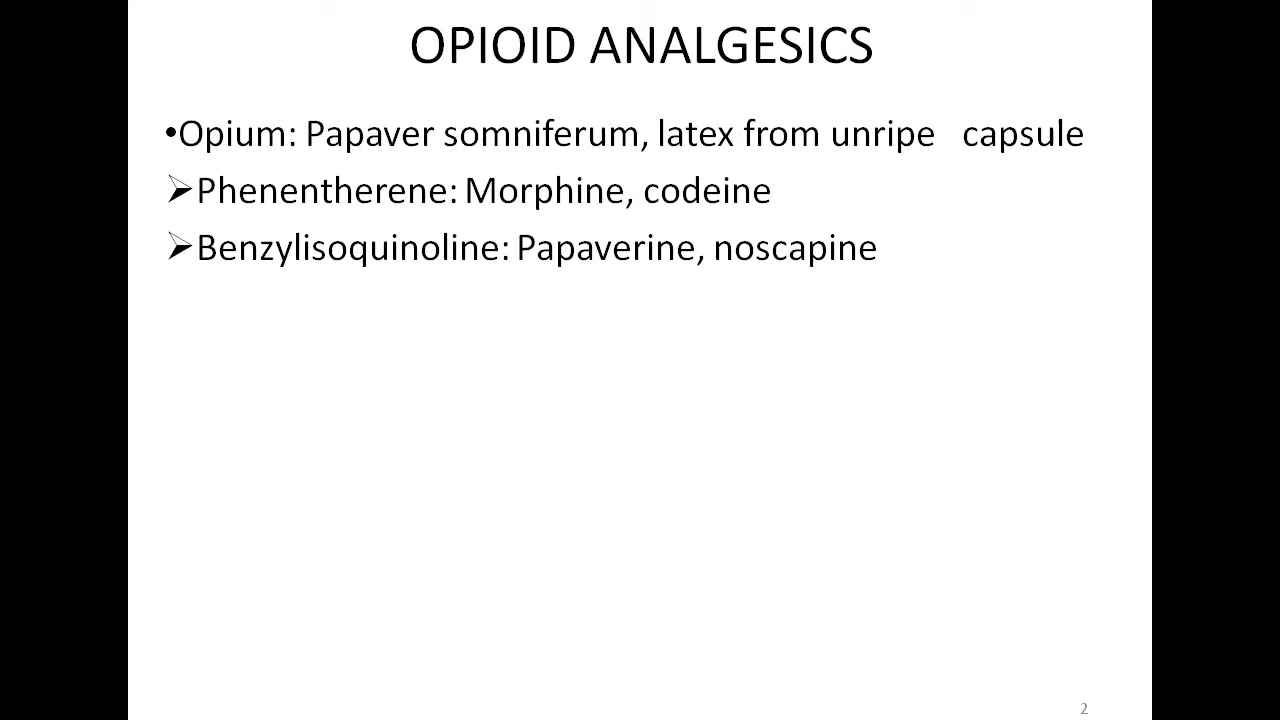 OPIOID ANALGESICS
•Opium: Papaver somniferum, latex from unripe   capsule
➢Phenentherene: Morphine, codeine
➢Benzylisoquinoline: Papaverine, noscapine
2